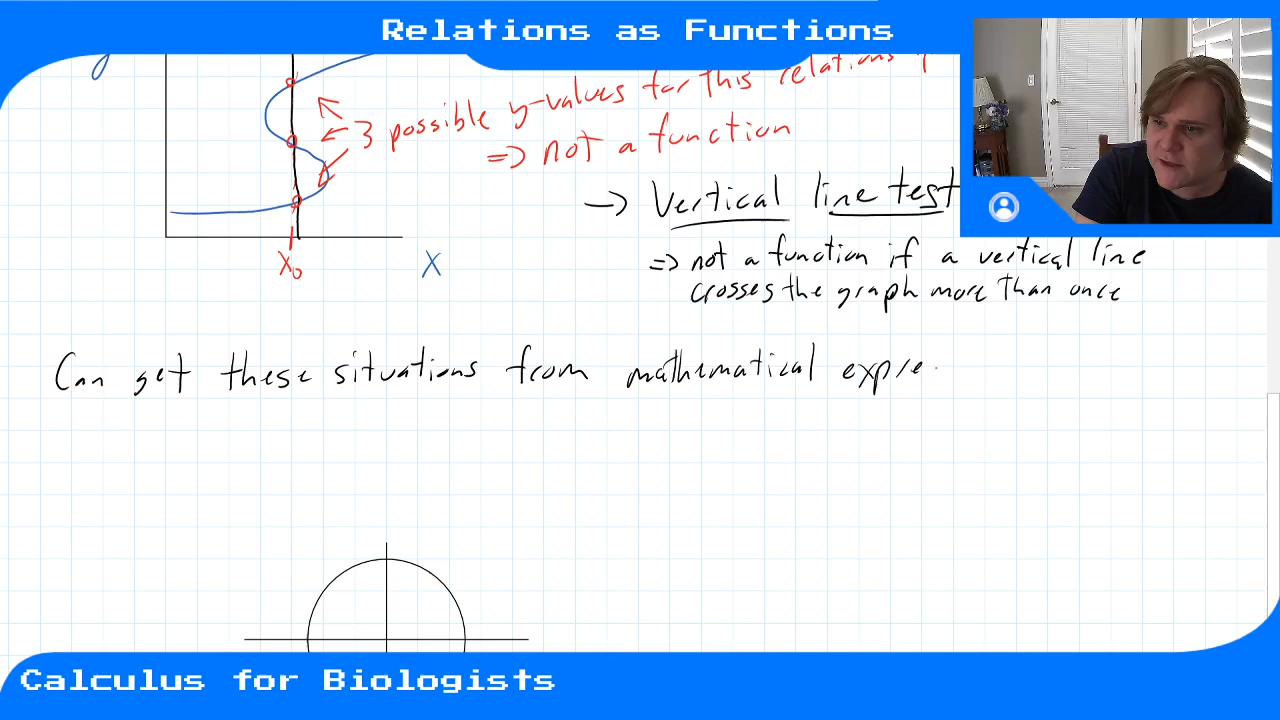 Relations as Functions
y
3 possible y-values for this relations
=> not a function
-> Vertical line test
=> not a function if a vertical line
crosses the graph more than once
x₀
X
Can get these situations from mathematical expre
Calculus for Biologists